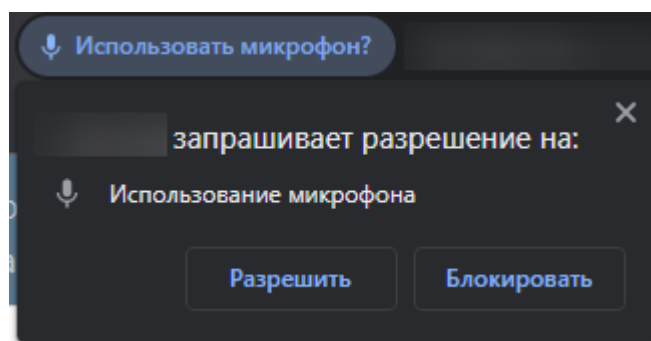 Использовать микрофон?
запрашивает разрешение на:
Использование микрофона
Разрешить
Блокировать